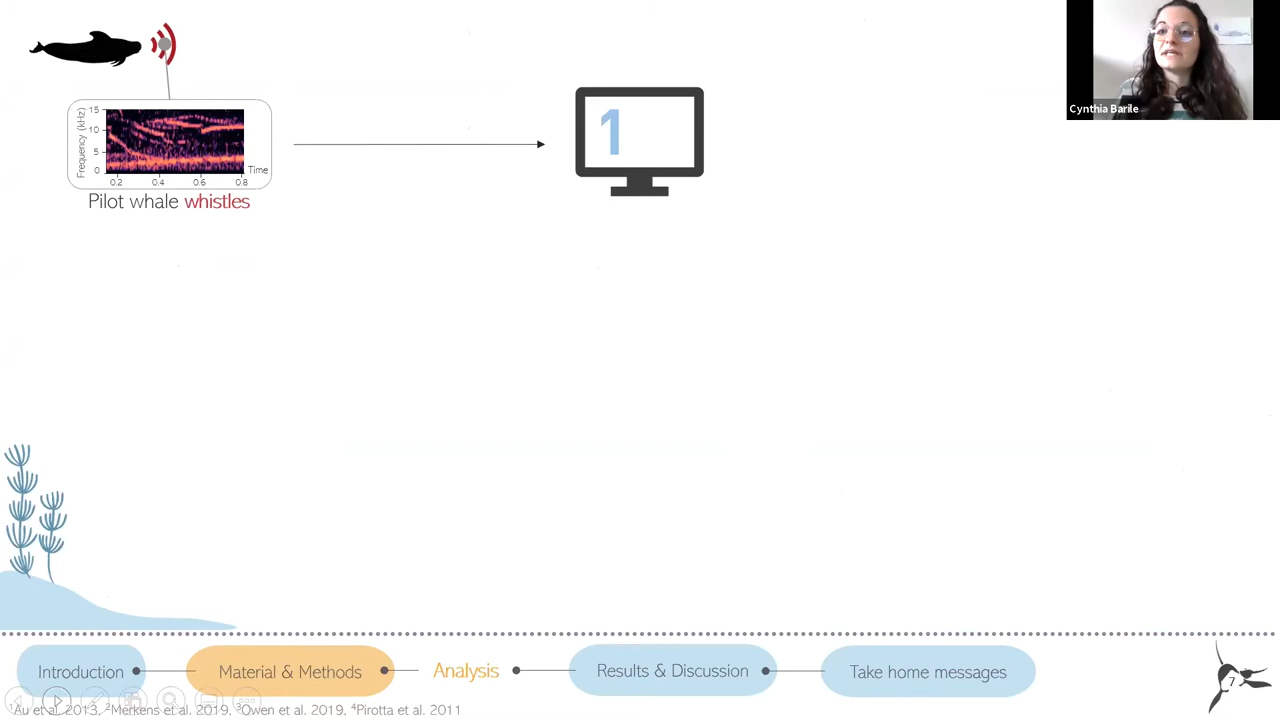 Cynthia Barile
Frequency (kHz)
15
10
5
0
0.2 0.4 0.6 0.8
Time
Pilot whale whistles
1
Introduction
Material & Methods
Analysis
Results & Discussion
Take home messages
7
¹Au et al. 2013, ²Merkens et al. 2019, ³Owen et al. 2019, ⁴Pirotta et al. 2011